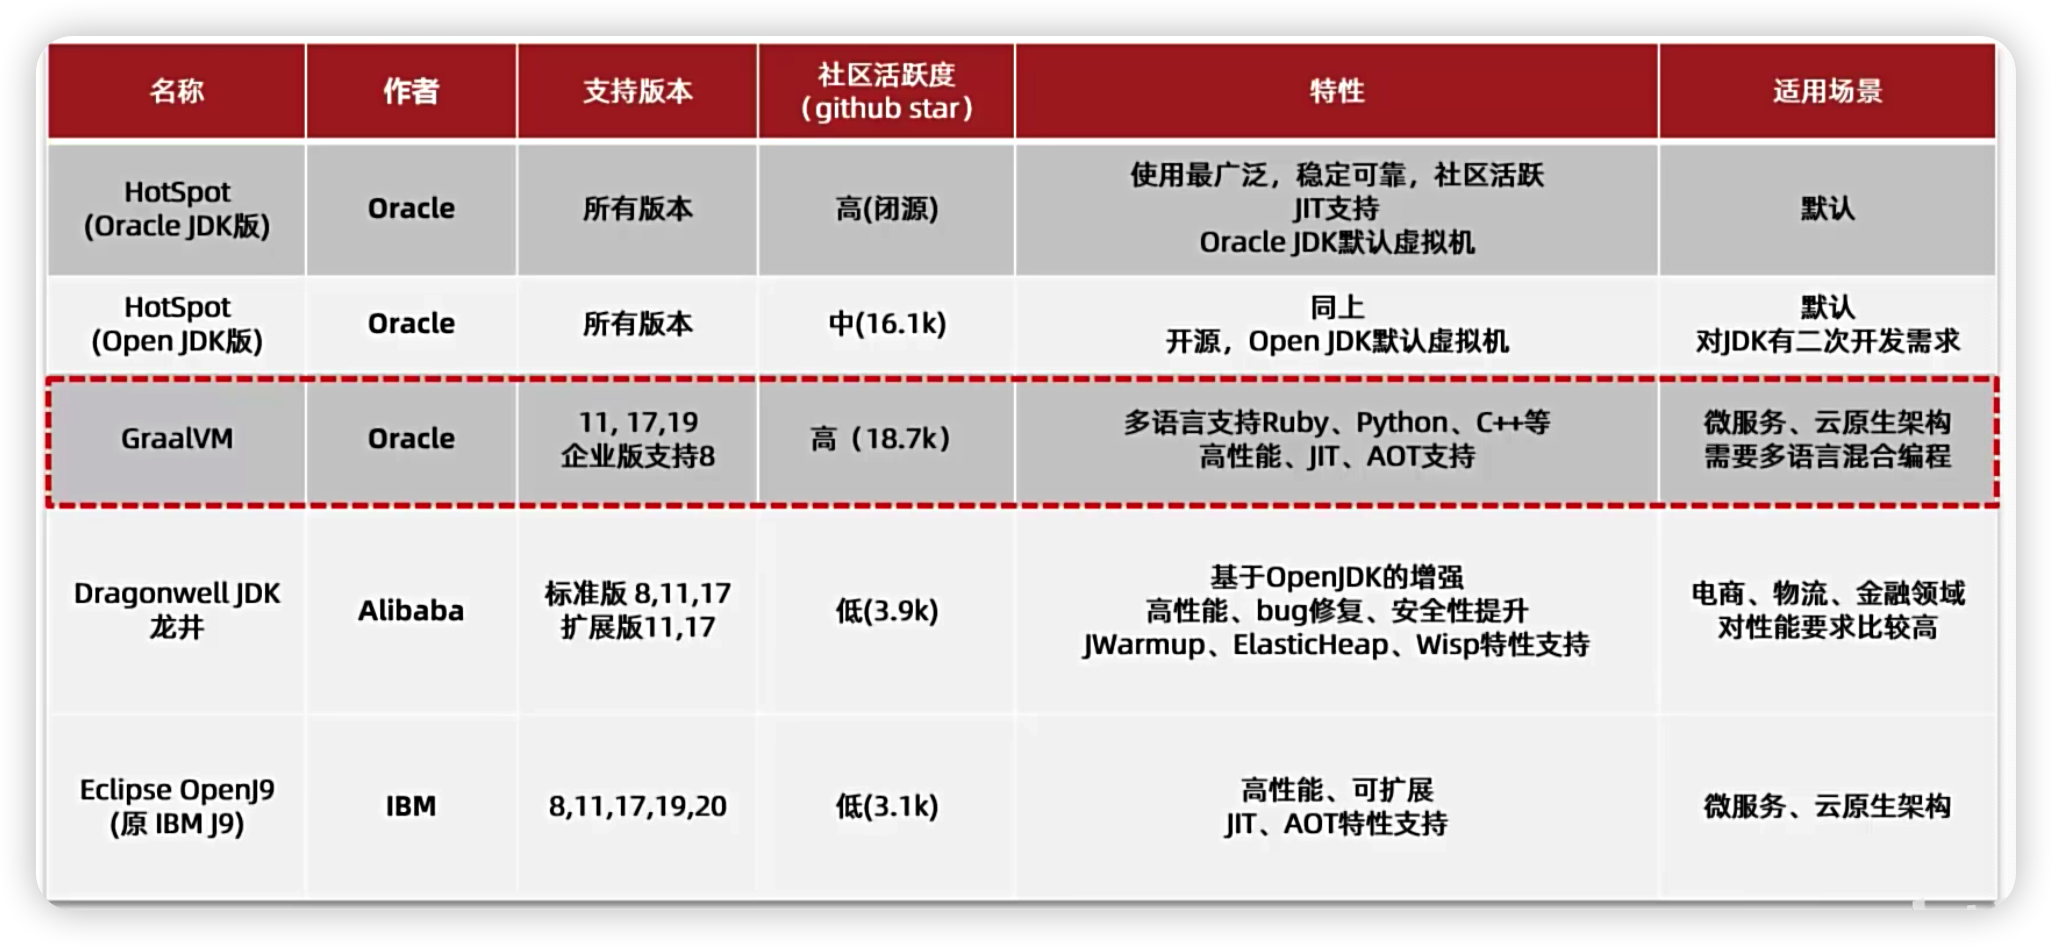 名称
作者
支持版本
社区活跃度
（github star）
特性
适用场景
HotSpot
(Oracle JDK版)
Oracle
所有版本
高(闭源)
使用最广泛，稳定可靠，社区活跃
JIT支持
Oracle JDK默认虚拟机
默认
HotSpot
(Open JDK版)
Oracle
所有版本
中(16.1k)
同上
开源，Open JDK默认虚拟机
默认
对JDK有二次开发需求
GraalVM
Oracle
11, 17,19
企业版支持8
高（18.7k）
多语言支持Ruby、Python、C++等
高性能、JIT、AOT支持
微服务、云原生架构
需要多语言混合编程
Dragonwell JDK
龙井
Alibaba
标准版 8,11,17
扩展版11,17
低(3.9k)
基于OpenJDK的增强
高性能、bug修复、安全性提升
JWarmup、ElasticHeap、Wisp特性支持
电商、物流、金融领域
对性能要求比较高
Eclipse OpenJ9
(原 IBM J9)
IBM
8,11,17,19,20
低(3.1k)
高性能、可扩展
JIT、AOT特性支持
微服务、云原生架构